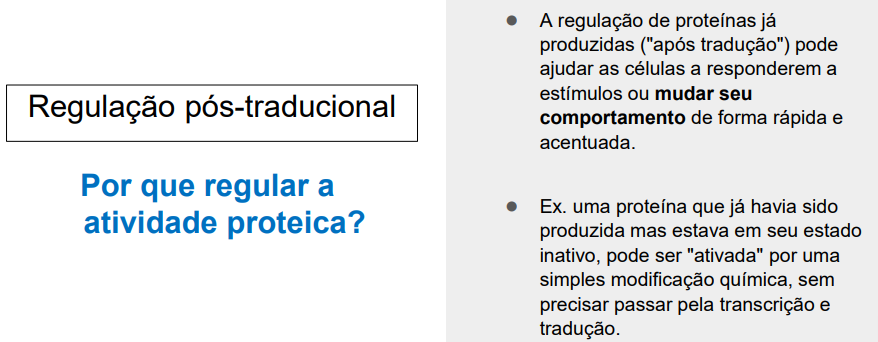 Regulação pós-traducional
Por que regular a
atividade proteica?
● A regulação de proteínas já
produzidas ("após tradução") pode
ajudar as células a responderem a
estímulos ou mudar seu
comportamento de forma rápida e
acentuada.
● Ex. uma proteína que já havia sido
produzida mas estava em seu estado
inativo, pode ser "ativada" por uma
simples modificação química, sem
precisar passar pela transcrição e
tradução.